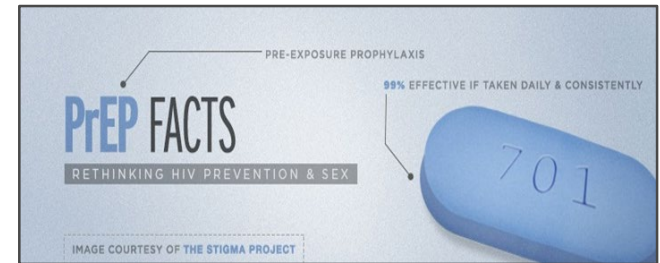 PRE-EXPOSURE PROPHYLAXIS
99% EFFECTIVE IF TAKEN DAILY & CONSISTENTLY
PrEP FACTS
RETHINKING HIV PREVENTION & SEX
701
IMAGE COURTESY OF THE STIGMA PROJECT